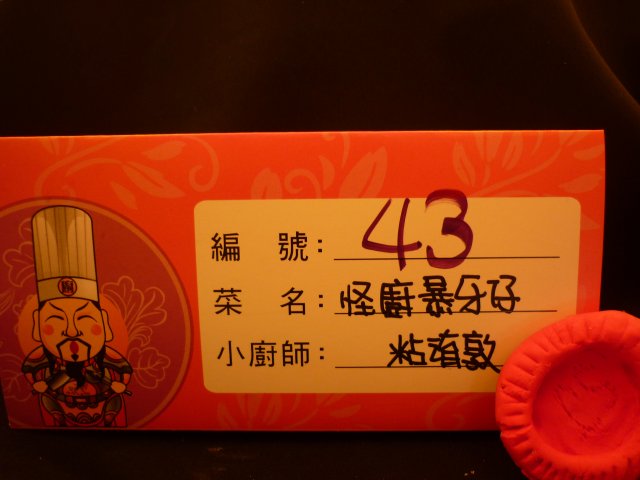 編 號： 43
菜 名： 怪廚暴牙仔
小廚師： 粘宥敦